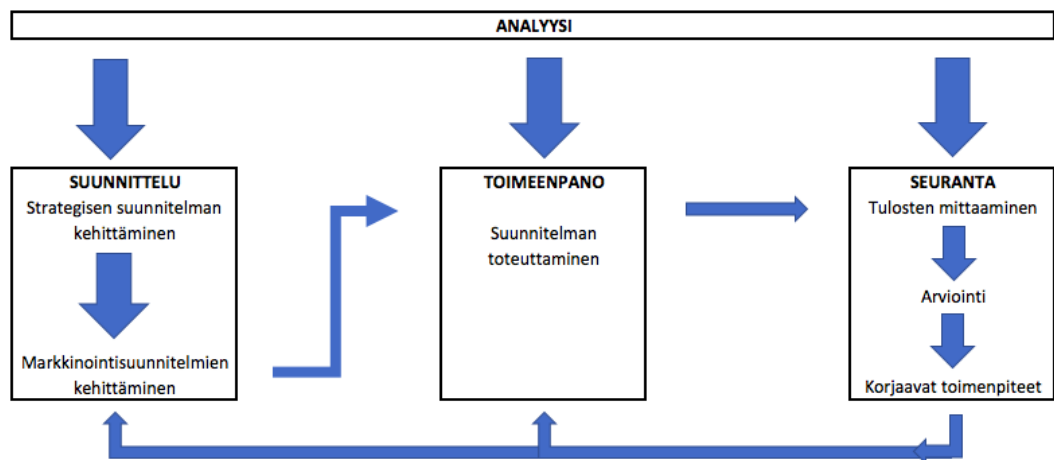 ANALYYSI
SUUNNITTELU
Strategisen suunnitelman
kehittäminen
Markkinointisuunnitelmien
kehittäminen
TOIMEENPANO
Suunnitelman
toteuttaminen
SEURANTA
Tulosten mittaaminen
Arviointi
Korjaavat toimenpiteet